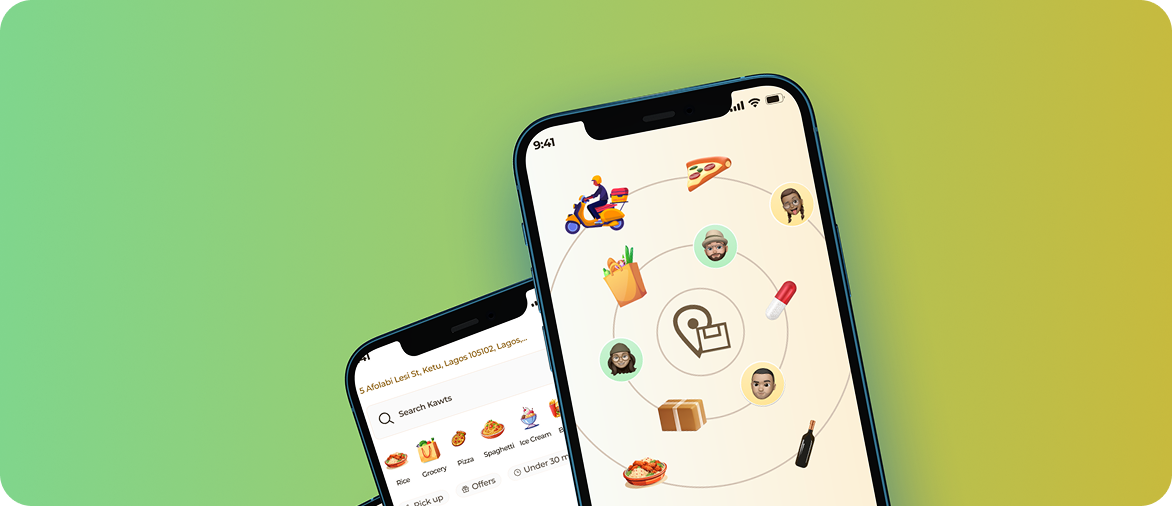 9:41
5 Afolabi Lesi St, Ketu, Lagos 105102, Lagos,...
Search Kawts
Rice
Grocery
Pizza
Spaghetti
Ice Cream
Pick up
Offers
Under 30 m